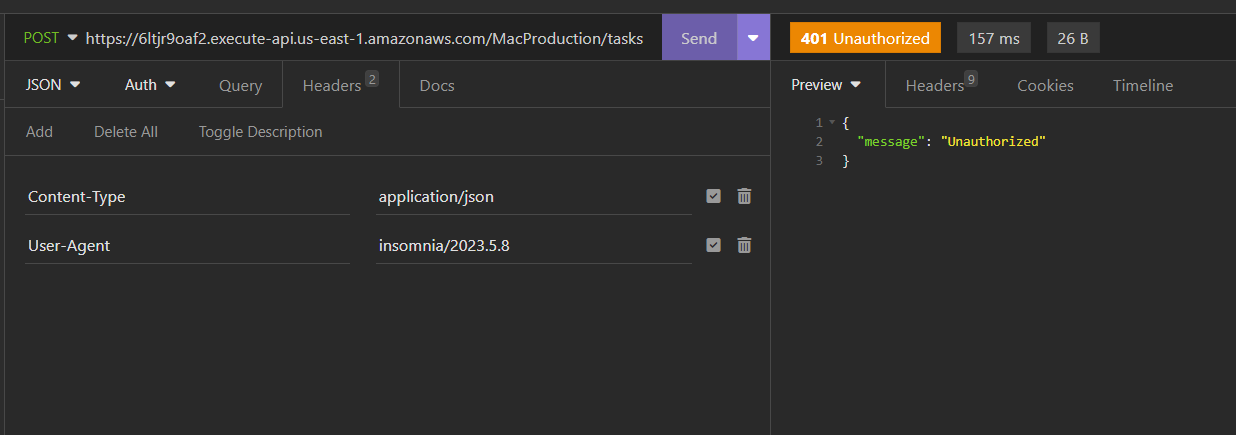 POST https://6ltjr9oaf2.execute-api.us-east-1.amazonaws.com/MacProduction/tasks Send
401 Unauthorized 157 ms 26 B
JSON Auth Query Headers 2 Docs
Preview Headers 9 Cookies Timeline
Add Delete All Toggle Description
Content-Type application/json
User-Agent insomnia/2023.5.8
1 {
2 "message": "Unauthorized"
3 }